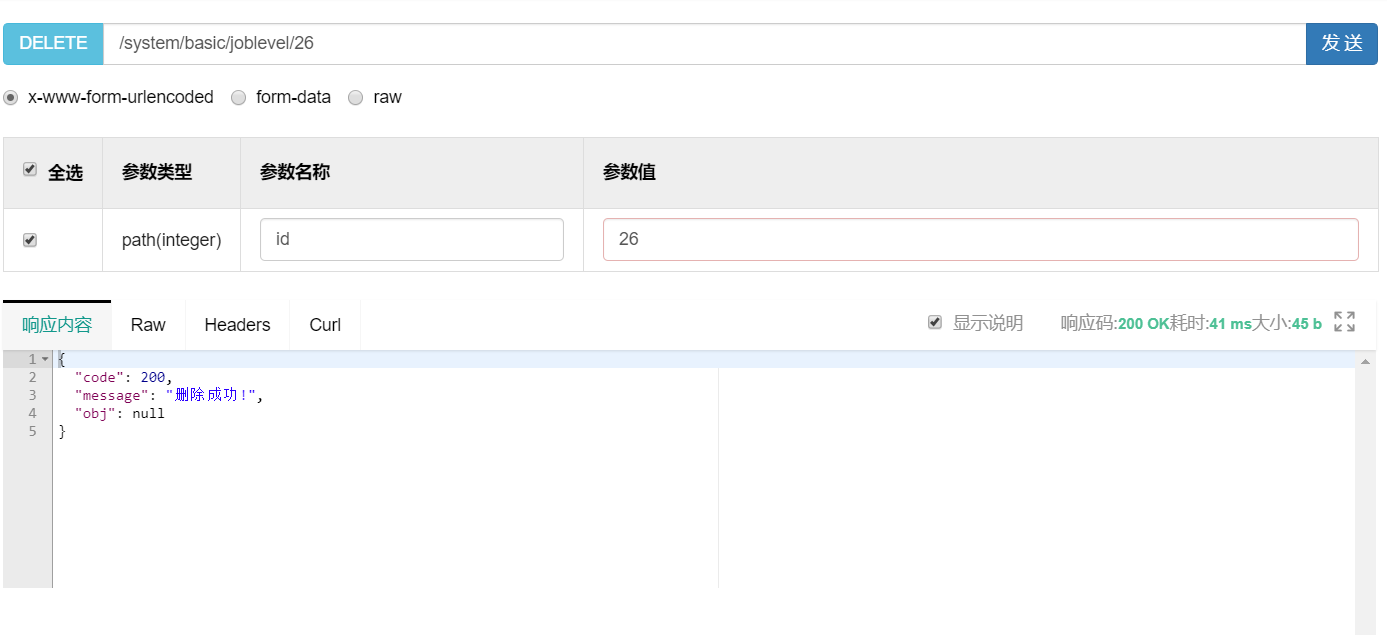 DELETE /system/basic/joblevel/26 发 送
x-www-form-urlencoded form-data raw
全选 参数类型 参数名称 参数值
path(integer) id 26
响应内容 Raw Headers Curl 显示说明 响应码:200 OK耗时:41 ms大小:45 b
1 {
2 "code": 200,
3 "message": "删除成功!",
4 "obj": null
5 }